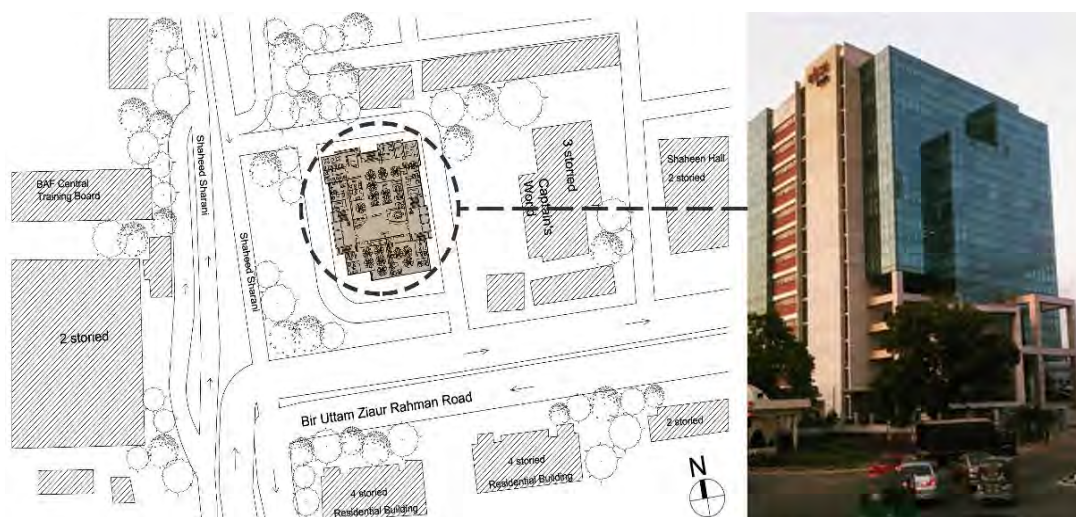 Shaheed Sharani
BAF Central
Training Board
Shaheed Sharani
2 storied
3 storied
Captain's
World
Shaheen Hall
2 storied
Bir Uttam Ziaur Rahman Road
4 storied
Residential Building
4 storied
Residential Building
2 storied
N